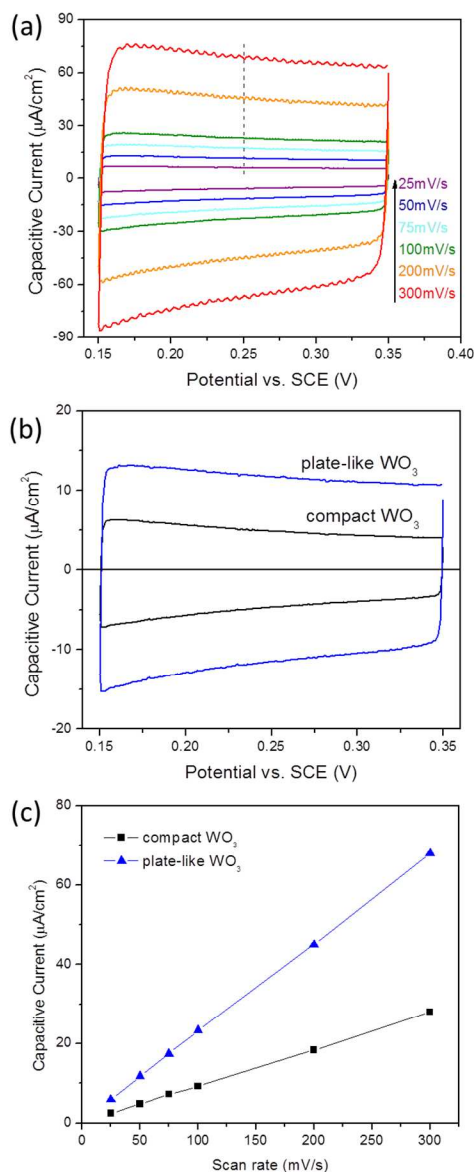 (a)
90
60
30
0
-30
-60
-90
Capacitive Current (μA/cm²)
25mV/s
50mV/s
75mV/s
100mV/s
200mV/s
300mV/s
0.15 0.20 0.25 0.30 0.35 0.40
Potential vs. SCE (V)
(b)
20
10
0
-10
-20
Capacitive Current (μA/cm²)
plate-like WO₃
compact WO₃
0.15 0.20 0.25 0.30 0.35
Potential vs. SCE (V)
(c)
80
60
40
20
0
Capacitive Current (μA/cm²)
compact WO₃
plate-like WO₃
0 50 100 150 200 250 300
Scan rate (mV/s)